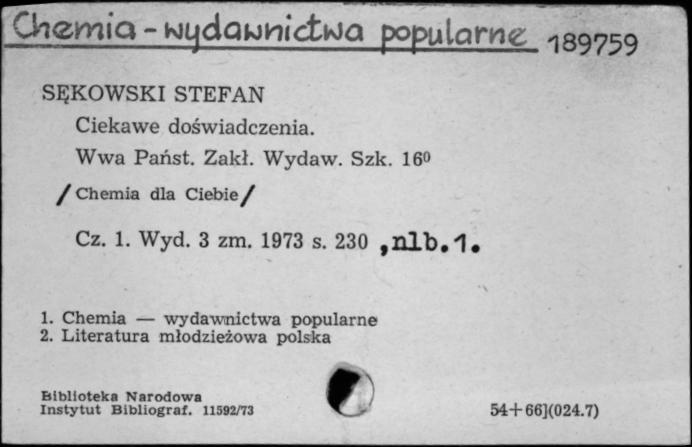 Chemia - wydawnictwa popularne 189759
SĘKOWSKI STEFAN
Ciekawe doświadczenia.
Wwa Państ. Zakł. Wydaw. Szk. 16⁰
/ Chemia dla Ciebie /
Cz. 1. Wyd. 3 zm. 1973 s. 230 ,nlb.1.
1. Chemia — wydawnictwa popularne
2. Literatura młodzieżowa polska
Biblioteka Narodowa
Instytut Bibliograf. 11592/73
54+66](024.7)